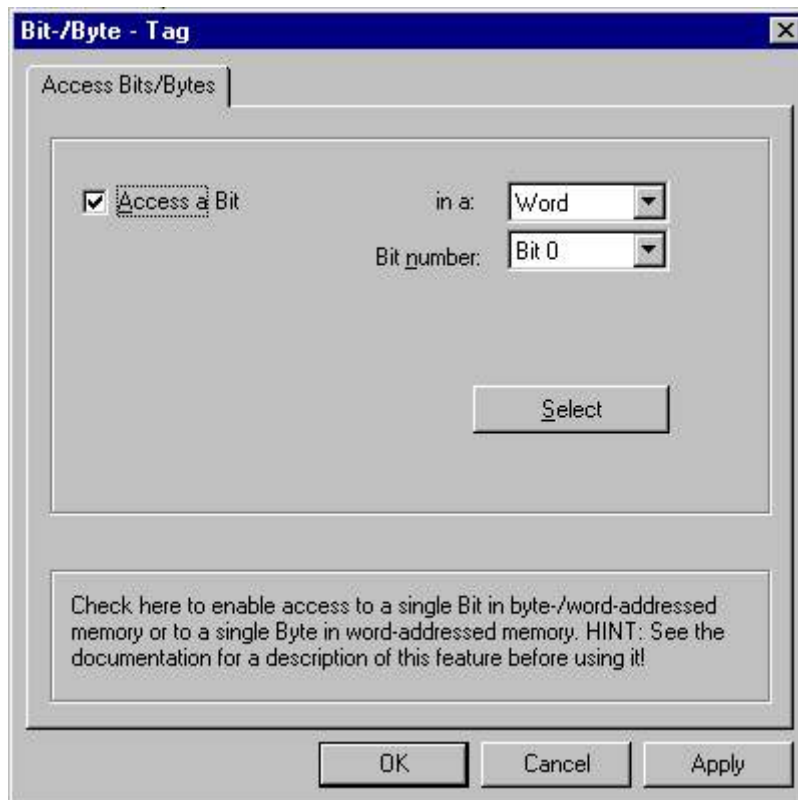 Bit-/Byte - Tag
Access Bits/Bytes
Access a Bit in a: Word
Bit number: Bit 0
Select
Check here to enable access to a single Bit in byte-/word-addressed
memory or to a single Byte in word-addressed memory. HINT: See the
documentation for a description of this feature before using it!
OK Cancel Apply